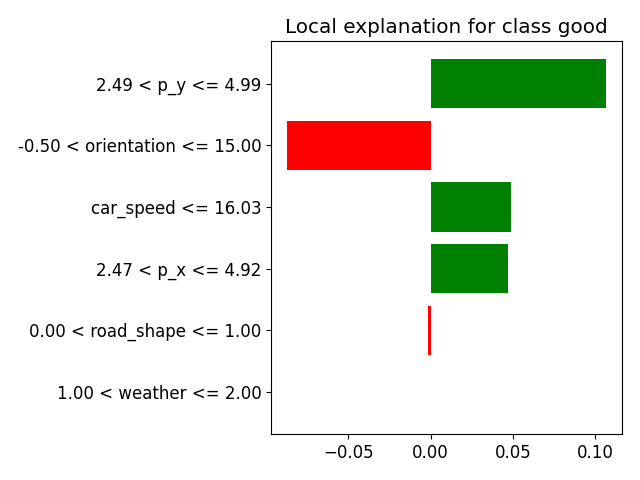 Local explanation for class good
2.49 < p_y <= 4.99
-0.50 < orientation <= 15.00
car_speed <= 16.03
2.47 < p_x <= 4.92
0.00 < road_shape <= 1.00
1.00 < weather <= 2.00
−0.05 0.00 0.05 0.10